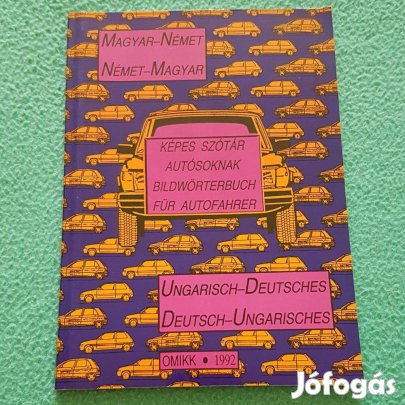 MAGYAR–NÉMET
NÉMET–MAGYAR
KÉPES SZÓTÁR
AUTÓSOKNAK
BILDWÖRTERBUCH
FÜR AUTOFAHRER
UNGARISCH–DEUTSCHES
DEUTSCH–UNGARISCHES
OMIKK • 1992
Jófogás